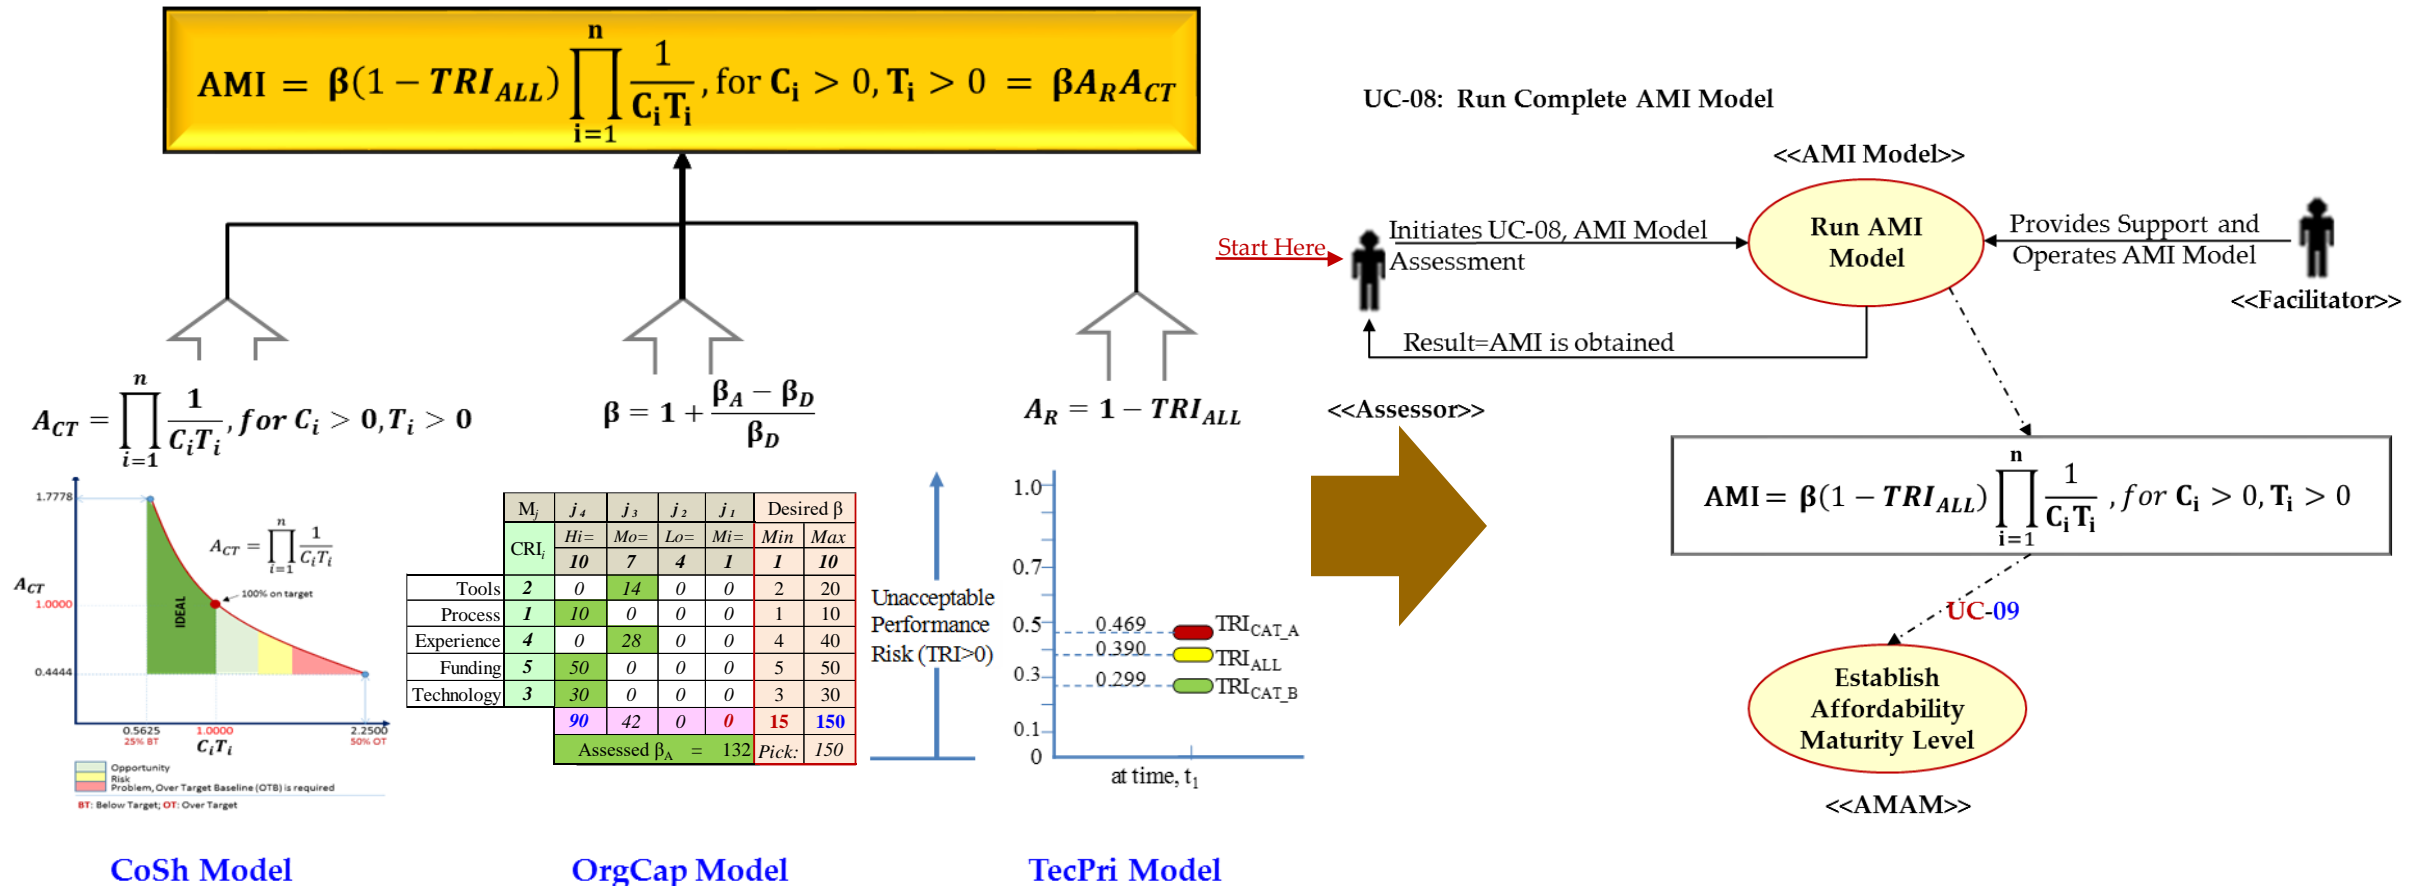 AMI = β(1 − TRI_ALL) ∏_{i=1}^{n} 1/(C_i T_i), for C_i > 0, T_i > 0 = βA_R A_CT
A_CT = ∏_{i=1}^{n} 1/(C_i T_i), for C_i > 0, T_i > 0
β = 1 + (β_A − β_D)/β_D
A_R = 1 − TRI_ALL
1.7778
A_CT = ∏_{i=1}^{n} 1/(C_i T_i)
A_CT
1.0000
100% on target
IDEAL
0.4444
0.5625 1.0000 2.2500
25% BT C_i T_i 50% OT
Opportunity
Risk
Problem, Over Target Baseline (OTB) is required
BT: Below Target; OT: Over Target
CoSh Model
M_j j_4 j_3 j_2 j_1 Desired β
CRI_i Hi= Mo= Lo= Mi= Min Max
10 7 4 1 1 10
Tools 2 0 14 0 0 2 20
Process 1 10 0 0 0 1 10
Experience 4 0 28 0 0 4 40
Funding 5 50 0 0 0 5 50
Technology 3 30 0 0 0 3 30
90 42 0 0 15 150
Assessed β_A = 132 Pick: 150
OrgCap Model
Unacceptable
Performance
Risk (TRI>0)
1.0
0.7
0.5
0.3
0.1
0
0.469 TRI_CAT_A
0.390 TRI_ALL
0.299 TRI_CAT_B
at time, t_1
TecPri Model
UC-08: Run Complete AMI Model
<<AMI Model>>
Start Here
Initiates UC-08, AMI Model
Assessment
Run AMI
Model
Provides Support and
Operates AMI Model
<<Facilitator>>
Result=AMI is obtained
<<Assessor>>
AMI = β(1 − TRI_ALL) ∏_{i=1}^{n} 1/(C_i T_i), for C_i > 0, T_i > 0
UC-09
Establish
Affordability
Maturity Level
<<AMAM>>